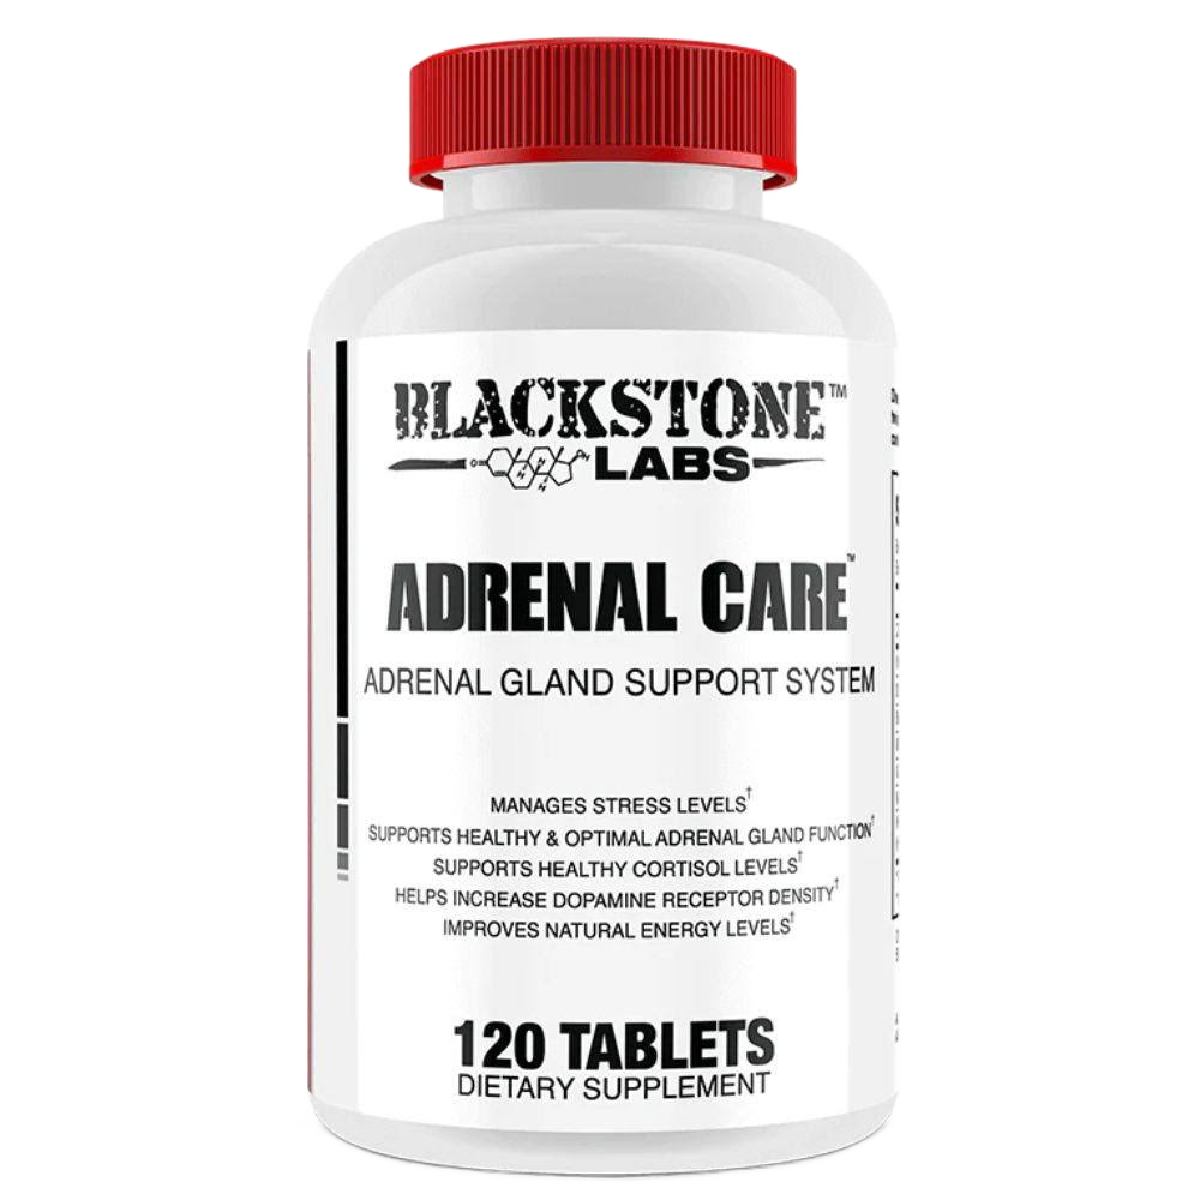 BLACKSTONE™
LABS
ADRENAL CARE™
ADRENAL GLAND SUPPORT SYSTEM
MANAGES STRESS LEVELS†
SUPPORTS HEALTHY & OPTIMAL ADRENAL GLAND FUNCTION†
SUPPORTS HEALTHY CORTISOL LEVELS†
HELPS INCREASE DOPAMINE RECEPTOR DENSITY†
IMPROVES NATURAL ENERGY LEVELS†
120 TABLETS
DIETARY SUPPLEMENT